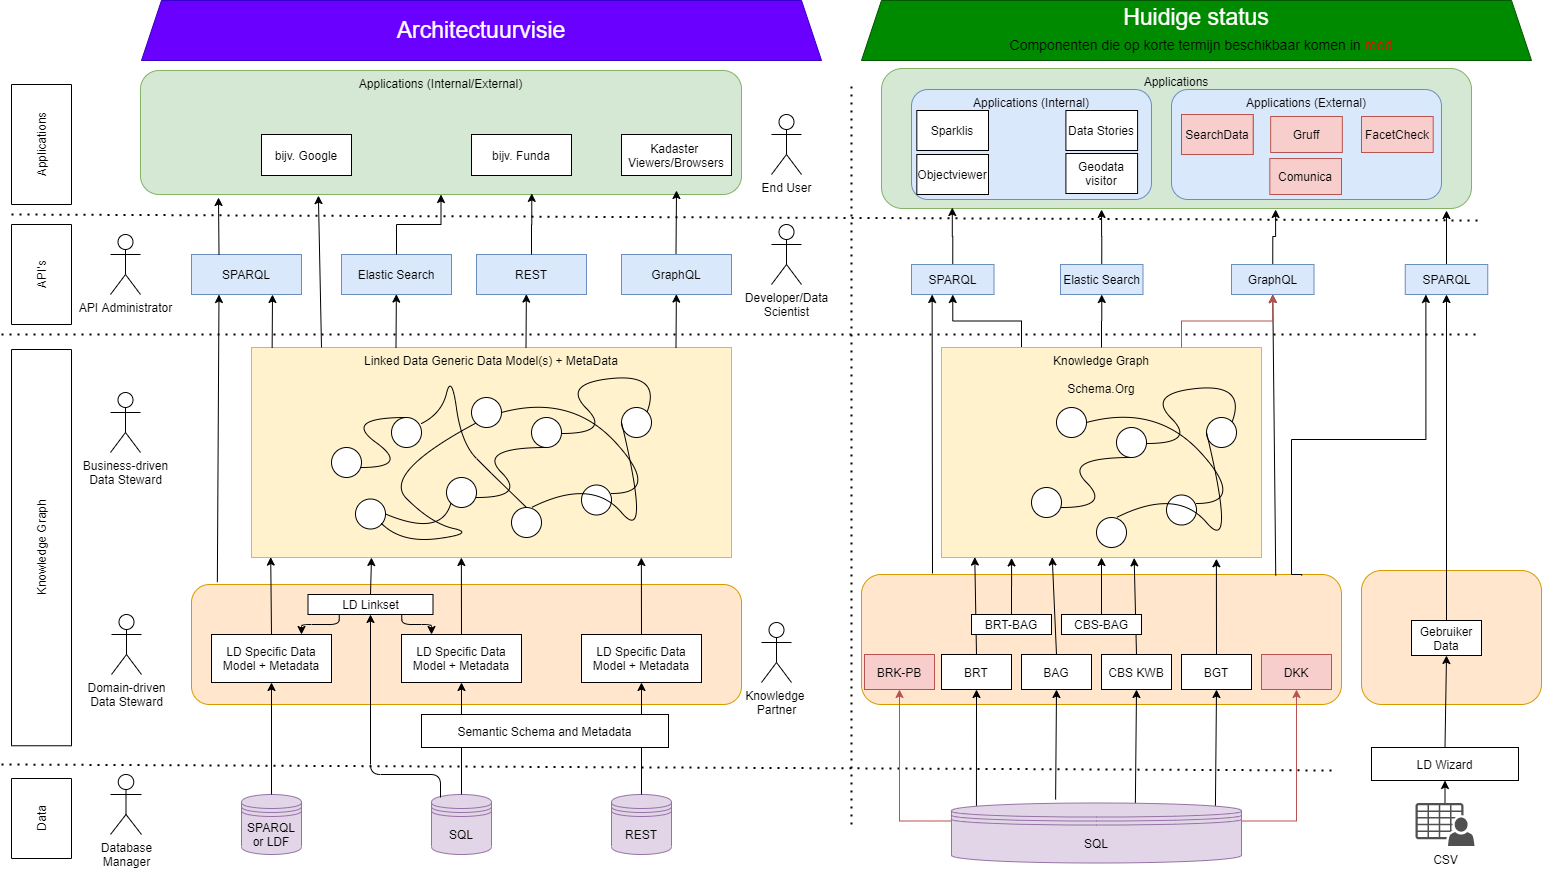 Architectuurvisie
Huidige status
Componenten die op korte termijn beschikbaar komen in rood
Applications
Applications (Internal/External)
bijv. Google
bijv. Funda
Kadaster
Viewers/Browsers
End User
Applications
Applications (Internal)
Sparklis
Data Stories
Objectviewer
Geodata
visitor
Applications (External)
SearchData
Gruff
FacetCheck
Comunica
API's
API Administrator
SPARQL
Elastic Search
REST
GraphQL
Developer/Data
Scientist
SPARQL
Elastic Search
GraphQL
SPARQL
Knowledge Graph
Business-driven
Data Steward
Linked Data Generic Data Model(s) + MetaData
Knowledge Graph
Schema.Org
Domain-driven
Data Steward
LD Linkset
LD Specific Data
Model + Metadata
LD Specific Data
Model + Metadata
LD Specific Data
Model + Metadata
Semantic Schema and Metadata
Knowledge
Partner
BRT-BAG
CBS-BAG
BRK-PB
BRT
BAG
CBS KWB
BGT
DKK
Gebruiker
Data
LD Wizard
Data
Database
Manager
SPARQL
or LDF
SQL
REST
SQL
CSV